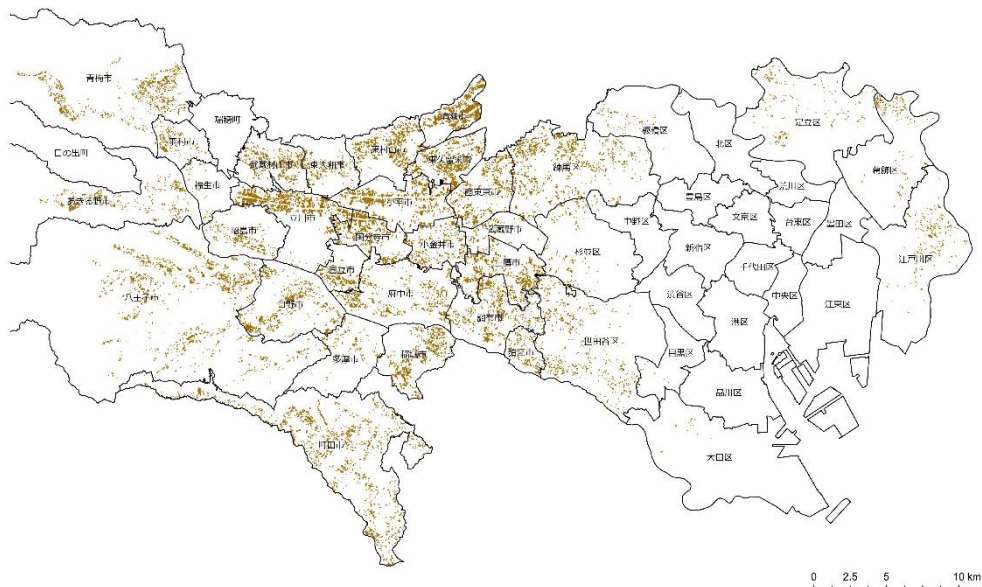 青梅市
瑞穂町
羽村市
日の出町
福生市
あきる野市
武蔵村山市
東大和市
東村山市
清瀬市
東久留米市
立川市
小平市
西東京市
昭島市
国分寺市
小金井市
武蔵野市
国立市
三鷹市
八王子市
日野市
府中市
調布市
多摩市
稲城市
狛江市
町田市
板橋区
北区
足立区
練馬区
葛飾区
荒川区
豊島区
文京区
台東区
墨田区
中野区
杉並区
新宿区
千代田区
江戸川区
渋谷区
中央区
江東区
港区
世田谷区
目黒区
品川区
大田区
0 2.5 5 10 km